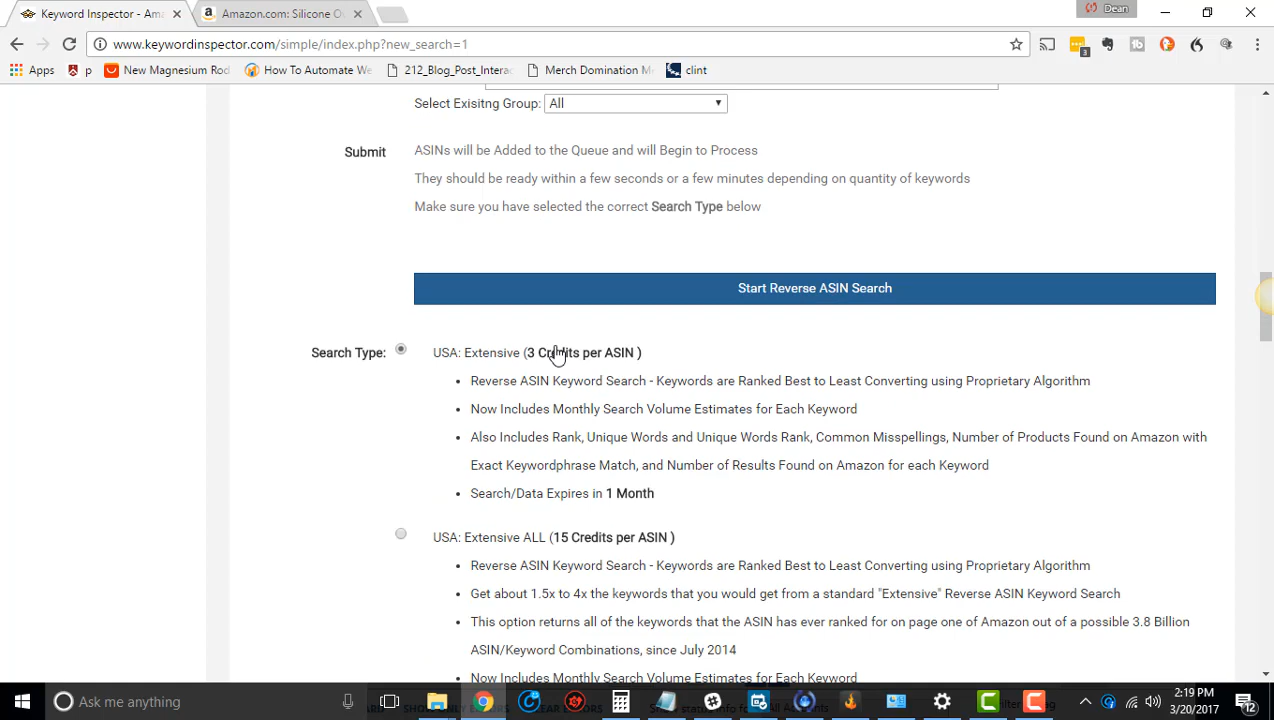 Keyword Inspector - Ama
Amazon.com: Silicone Ov
Dean
www.keywordinspector.com/simple/index.php?new_search=1
3
Apps
p
New Magnesium Rod
How To Automate We
212_Blog_Post_Interac
Merch Domination M
clint
Select Exisitng Group:
All
Submit
ASINs will be Added to the Queue and will Begin to Process
They should be ready within a few seconds or a few minutes depending on quantity of keywords
Make sure you have selected the correct Search Type below
Start Reverse ASIN Search
Search Type:
USA: Extensive (3 Credits per ASIN )
• Reverse ASIN Keyword Search - Keywords are Ranked Best to Least Converting using Proprietary Algorithm
• Now Includes Monthly Search Volume Estimates for Each Keyword
• Also Includes Rank, Unique Words and Unique Words Rank, Common Misspellings, Number of Products Found on Amazon with
Exact Keywordphrase Match, and Number of Results Found on Amazon for each Keyword
• Search/Data Expires in 1 Month
USA: Extensive ALL (15 Credits per ASIN )
• Reverse ASIN Keyword Search - Keywords are Ranked Best to Least Converting using Proprietary Algorithm
• Get about 1.5x to 4x the keywords that you would get from a standard "Extensive" Reverse ASIN Keyword Search
• This option returns all of the keywords that the ASIN has ever ranked for on page one of Amazon out of a possible 3.8 Billion
ASIN/Keyword Combinations, since July 2014
• Now Includes Monthly Search Volume Estimates for Each Keyword
Ask me anything
2:19 PM
3/20/2017
12